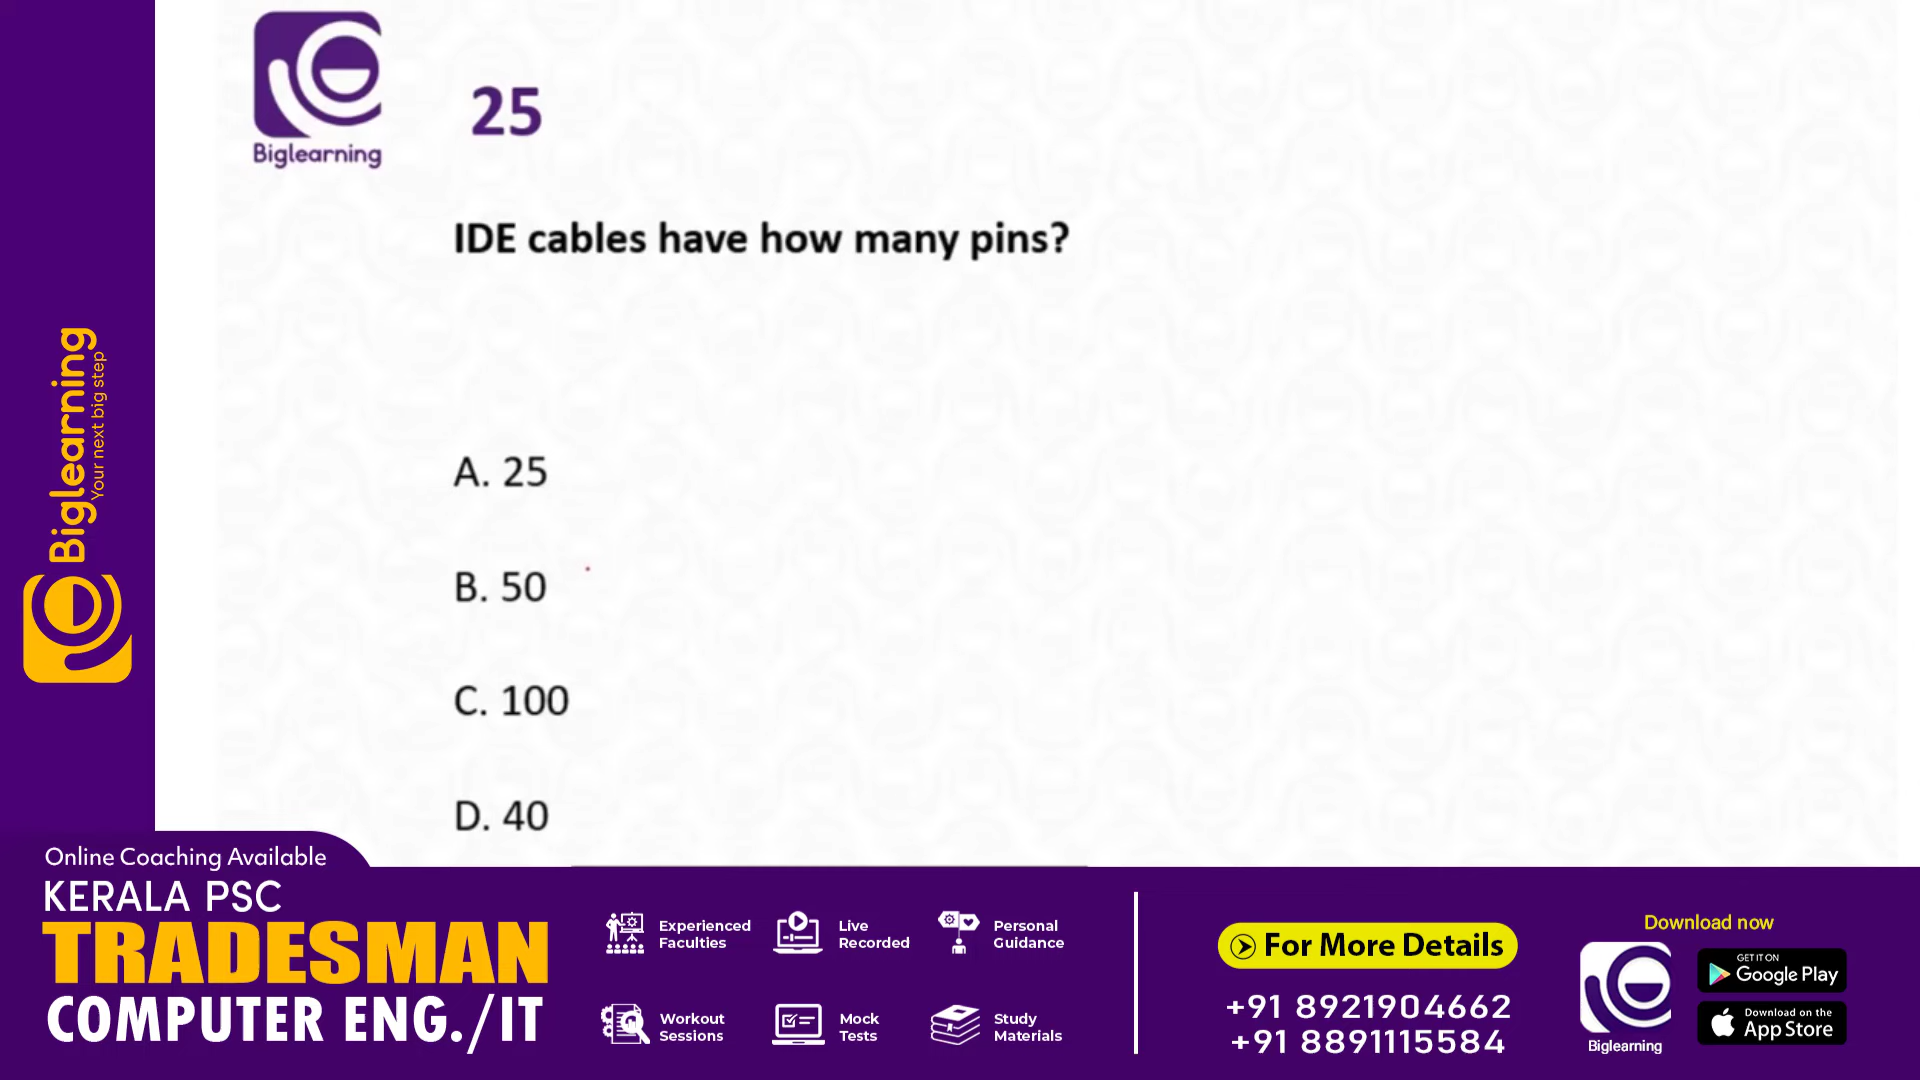 Biglearning
25
IDE cables have how many pins?
A. 25
B. 50
C. 100
D. 40
Biglearning
Your next big step
Online Coaching Available
KERALA PSC
TRADESMAN
COMPUTER ENG./IT
Experienced
Faculties
Live
Recorded
Personal
Guidance
Workout
Sessions
Mock
Tests
Study
Materials
For More Details
+91 8921904662
+91 8891115584
Download now
Biglearning
GET IT ON
Google Play
Download on the
App Store